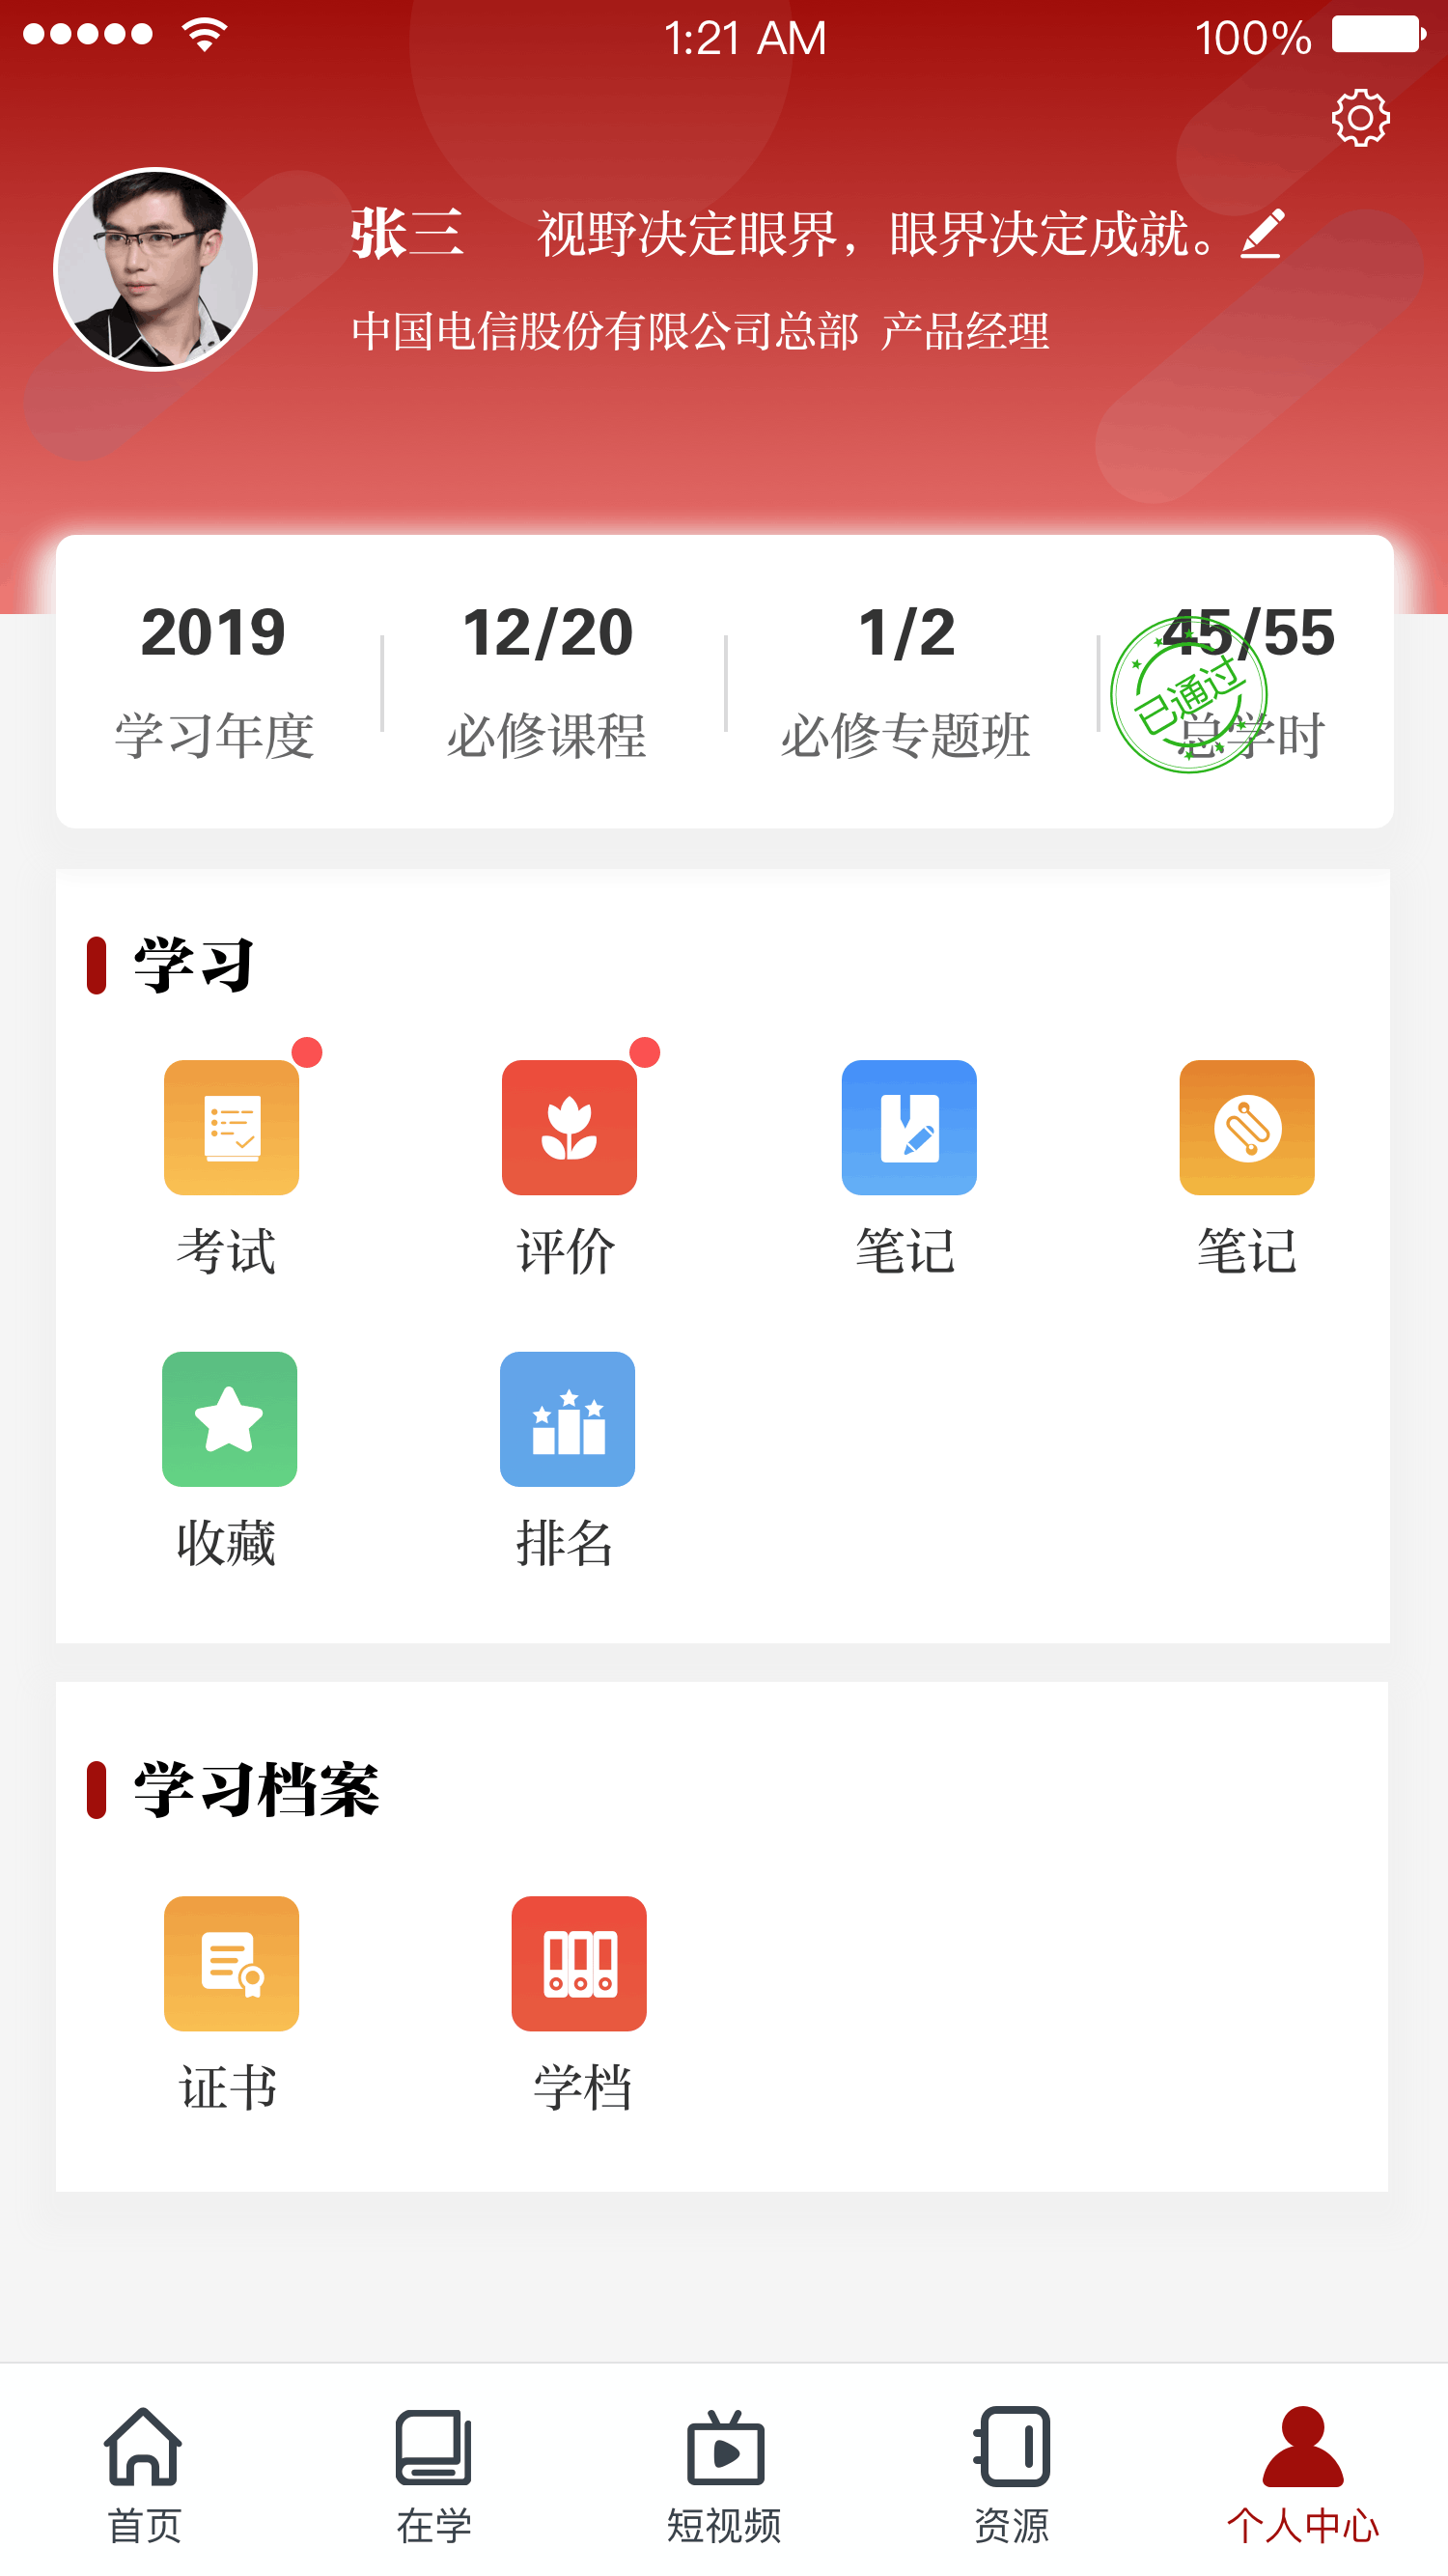 1:21 AM 100%
张三 视野决定眼界，眼界决定成就。
中国电信股份有限公司总部 产品经理
2019 12/20 1/2 45/55
学习年度 必修课程 必修专题班 总学时
已通过
学习
考试 评价 笔记 笔记
收藏 排名
学习档案
证书 学档
首页 在学 短视频 资源 个人中心